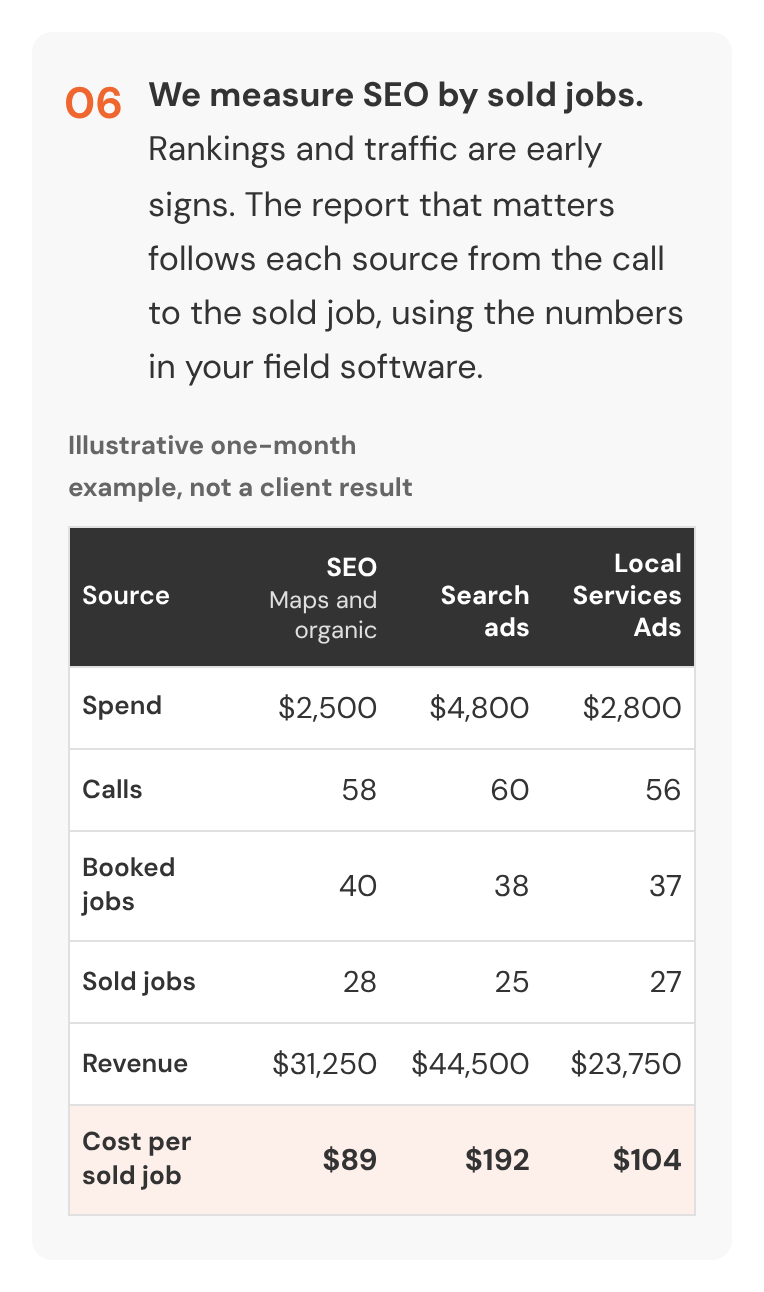 06 We measure SEO by sold jobs.
Rankings and traffic are early
signs. The report that matters
follows each source from the call
to the sold job, using the numbers
in your field software.
Illustrative one-month
example, not a client result
Source SEO Maps and organic Search ads Local Services Ads
Spend $2,500 $4,800 $2,800
Calls 58 60 56
Booked jobs 40 38 37
Sold jobs 28 25 27
Revenue $31,250 $44,500 $23,750
Cost per sold job $89 $192 $104